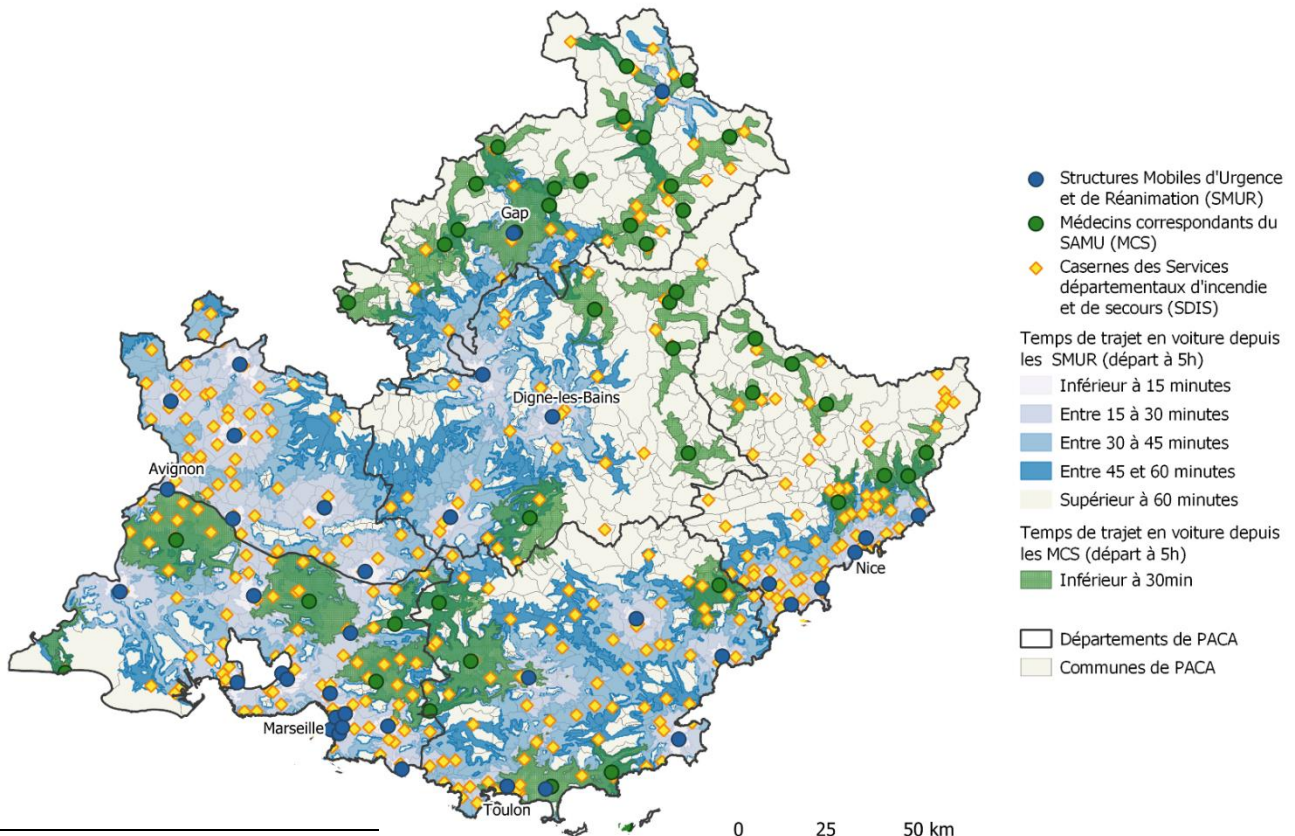 Gap
Digne-les-Bains
Avignon
Nice
Marseille
Toulon
0 25 50 km
Structures Mobiles d'Urgence
et de Réanimation (SMUR)
Médecins correspondants du
SAMU (MCS)
Casernes des Services
départementaux d'incendie
et de secours (SDIS)
Temps de trajet en voiture depuis
les SMUR (départ à 5h)
Inférieur à 15 minutes
Entre 15 à 30 minutes
Entre 30 à 45 minutes
Entre 45 et 60 minutes
Supérieur à 60 minutes
Temps de trajet en voiture depuis
les MCS (départ à 5h)
Inférieur à 30min
Départements de PACA
Communes de PACA